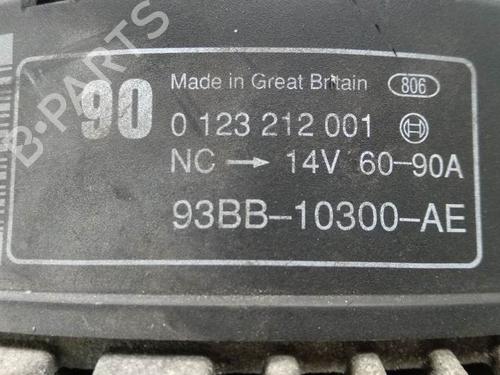 90 Made in Great Britain 806
0 123 212 001
NC → 14V 60–90A
93BB–10300–AE
B-PARTS